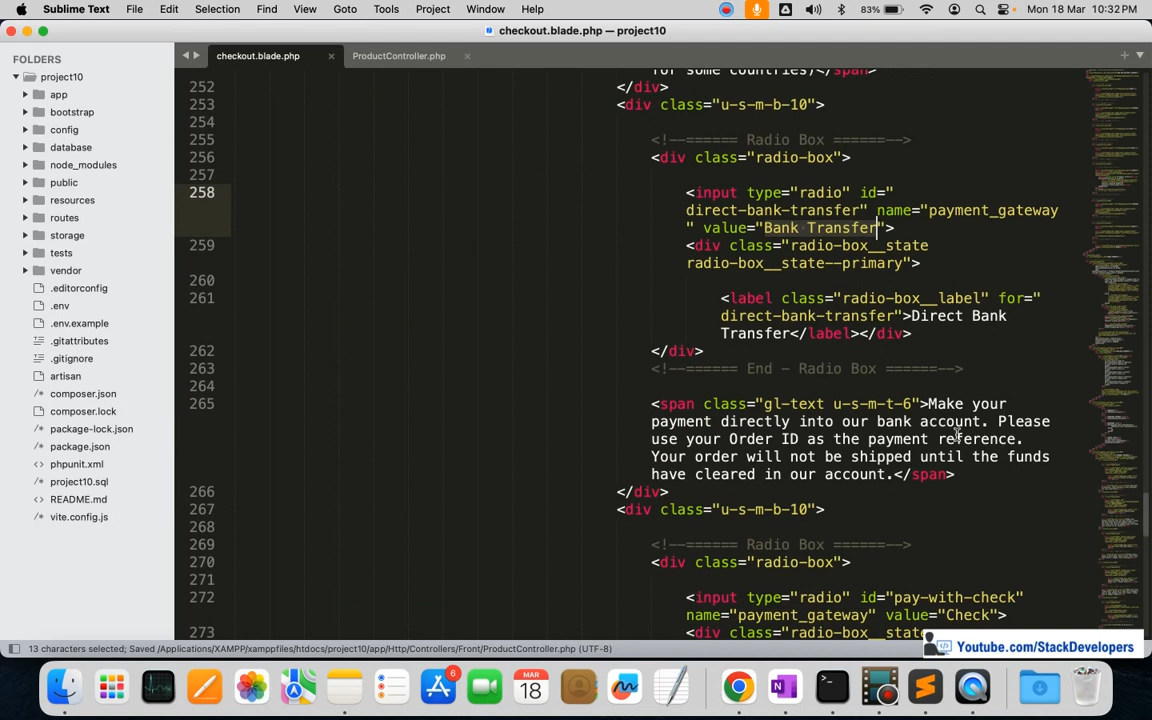 Sublime Text File Edit Selection Find View Goto Tools Project Window Help 83% Mon 18 Mar 10:32PM
checkout.blade.php — project10
FOLDERS
project10
app
bootstrap
config
database
node_modules
public
resources
routes
storage
tests
vendor
.editorconfig
.env
.env.example
.gitattributes
.gitignore
artisan
composer.json
composer.lock
package-lock.json
package.json
phpunit.xml
project10.sql
README.md
vite.config.js
checkout.blade.php × ProductController.php ×
for some countries)</span>
252 </div>
253 <div class="u-s-m-b-10">
254
255 <!--====== Radio Box ======-->
256 <div class="radio-box">
257
258 <input type="radio" id="
direct-bank-transfer" name="payment_gateway
" value="Bank Transfer">
259 <div class="radio-box__state
radio-box__state--primary">
260
261 <label class="radio-box__label" for="
direct-bank-transfer">Direct Bank
Transfer</label></div>
262 </div>
263 <!--====== End - Radio Box ======-->
264
265 <span class="gl-text u-s-m-t-6">Make your
payment directly into our bank account. Please
use your Order ID as the payment reference.
Your order will not be shipped until the funds
have cleared in our account.</span>
266 </div>
267 <div class="u-s-m-b-10">
268
269 <!--====== Radio Box ======-->
270 <div class="radio-box">
271
272 <input type="radio" id="pay-with-check"
name="payment_gateway" value="Check">
273 <div class="radio-box__state
13 characters selected; Saved /Applications/XAMPP/xamppfiles/htdocs/project10/app/Http/Controllers/Front/ProductController.php (UTF-8)
Youtube.com/StackDevelopers
6
MAR
18